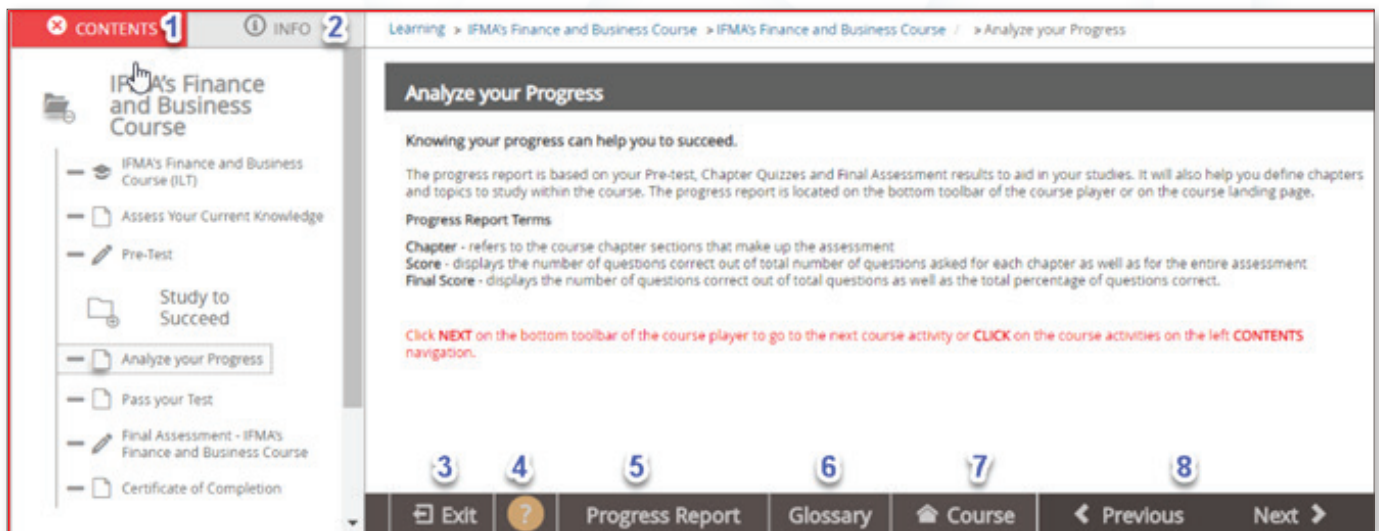 CONTENTS 1
INFO 2
Learning > IFMA's Finance and Business Course > IFMA's Finance and Business Course / > Analyze your Progress
IFMA's Finance
and Business
Course
IFMA's Finance and Business
Course (ILT)
Assess Your Current Knowledge
Pre-Test
Study to
Succeed
Analyze your Progress
Pass your Test
Final Assessment - IFMA's
Finance and Business Course
Certificate of Completion
Analyze your Progress
Knowing your progress can help you to succeed.
The progress report is based on your Pre-test, Chapter Quizzes and Final Assessment results to aid in your studies. It will also help you define chapters
and topics to study within the course. The progress report is located on the bottom toolbar of the course player or on the course landing page.
Progress Report Terms
Chapter - refers to the course chapter sections that make up the assessment
Score - displays the number of questions correct out of total number of questions asked for each chapter as well as for the entire assessment
Final Score - displays the number of questions correct out of total questions as well as the total percentage of questions correct.
Click NEXT on the bottom toolbar of the course player to go to the next course activity or CLICK on the course activities on the left CONTENTS
navigation.
3 4 5 6 7 8
Exit ? Progress Report Glossary Course Previous Next